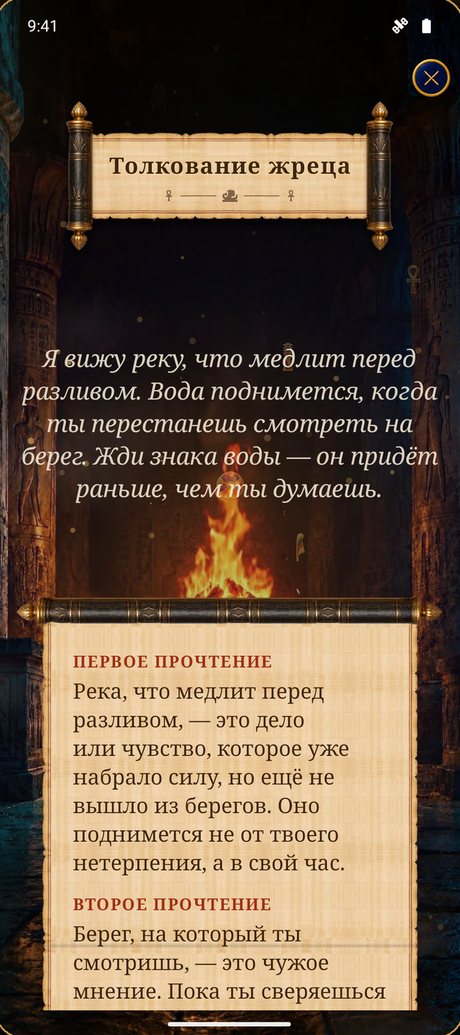 9:41
Толкование жреца
Я вижу реку, что медлит перед
разливом. Вода поднимется, когда
ты перестанешь смотреть на
берег. Жди знака воды — он придёт
раньше, чем ты думаешь.
ПЕРВОЕ ПРОЧТЕНИЕ
Река, что медлит перед
разливом, — это дело
или чувство, которое уже
набрало силу, но ещё не
вышло из берегов. Оно
поднимется не от твоего
нетерпения, а в свой час.
ВТОРОЕ ПРОЧТЕНИЕ
Берег, на который ты
смотришь, — это чужое
мнение. Пока ты сверяешься